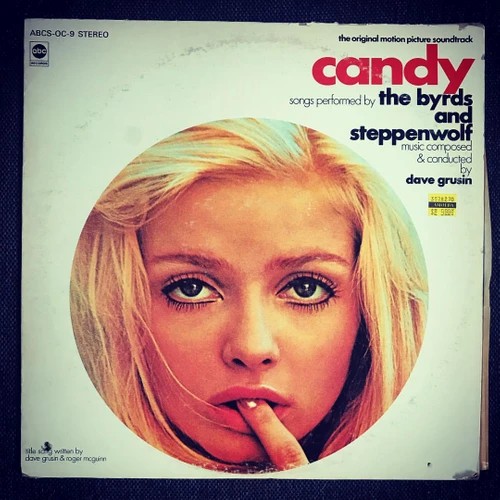 ABCS-OC-9 STEREO
abc
the original motion picture soundtrack
candy
songs performed by the byrds
and
steppenwolf
music composed
& conducted
by
dave grusin
title song written by
dave grusin & roger mcguinn